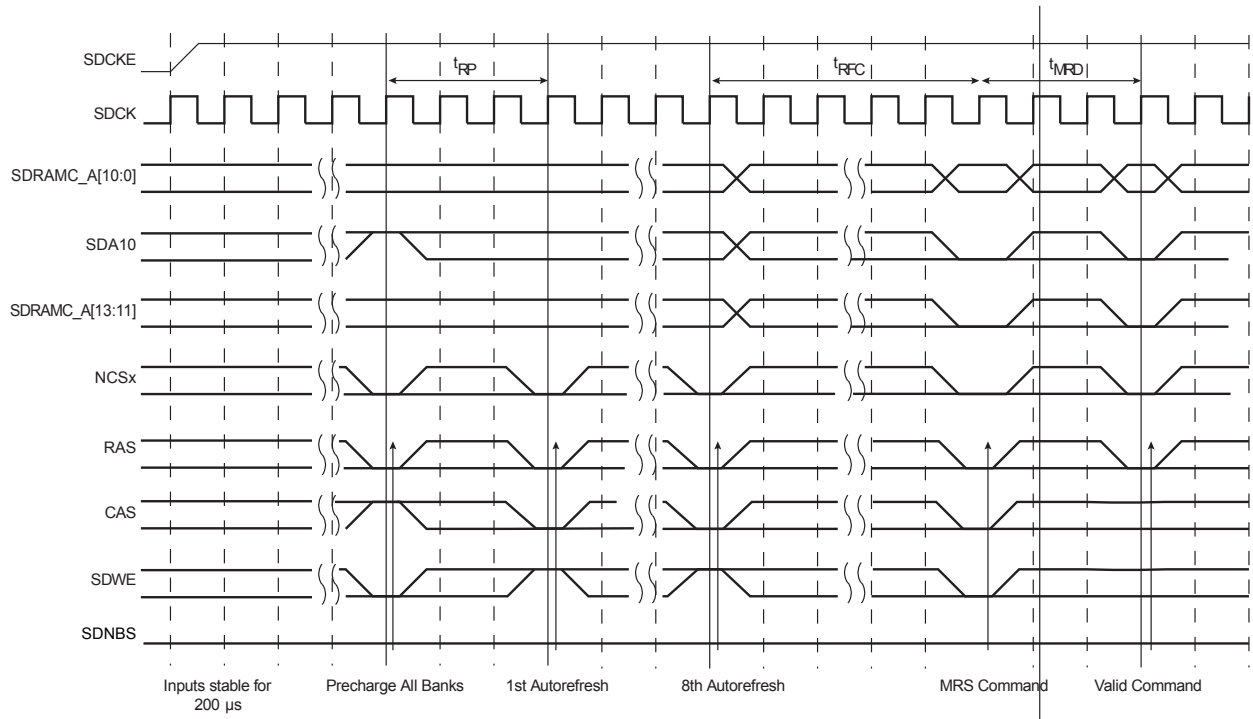 SDCKE
tRP
tRFC
tMRD
SDCK
SDRAMC_A[10:0]
SDA10
SDRAMC_A[13:11]
NCSx
RAS
CAS
SDWE
SDNBS
Inputs stable for
200 µs
Precharge All Banks
1st Autorefresh
8th Autorefresh
MRS Command
Valid Command